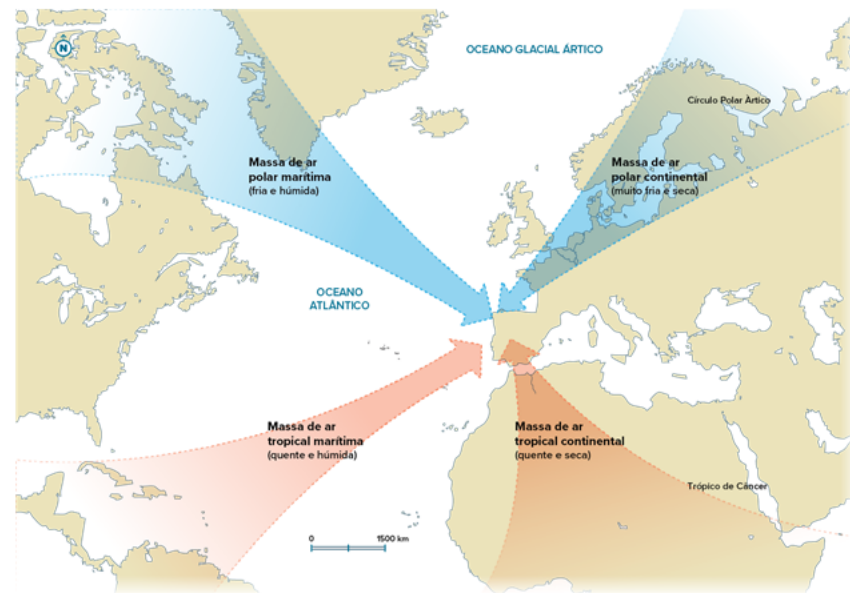 N
OCEANO GLACIAL ÁRTICO
Círculo Polar Àrtico
Massa de ar
polar marítima
(fria e húmida)
Massa de ar
polar continental
(muito fria e seca)
OCEANO
ATLÂNTICO
Massa de ar
tropical marítima
(quente e húmida)
Massa de ar
tropical continental
(quente e seca)
Trópico de Câncer
0 1500 km